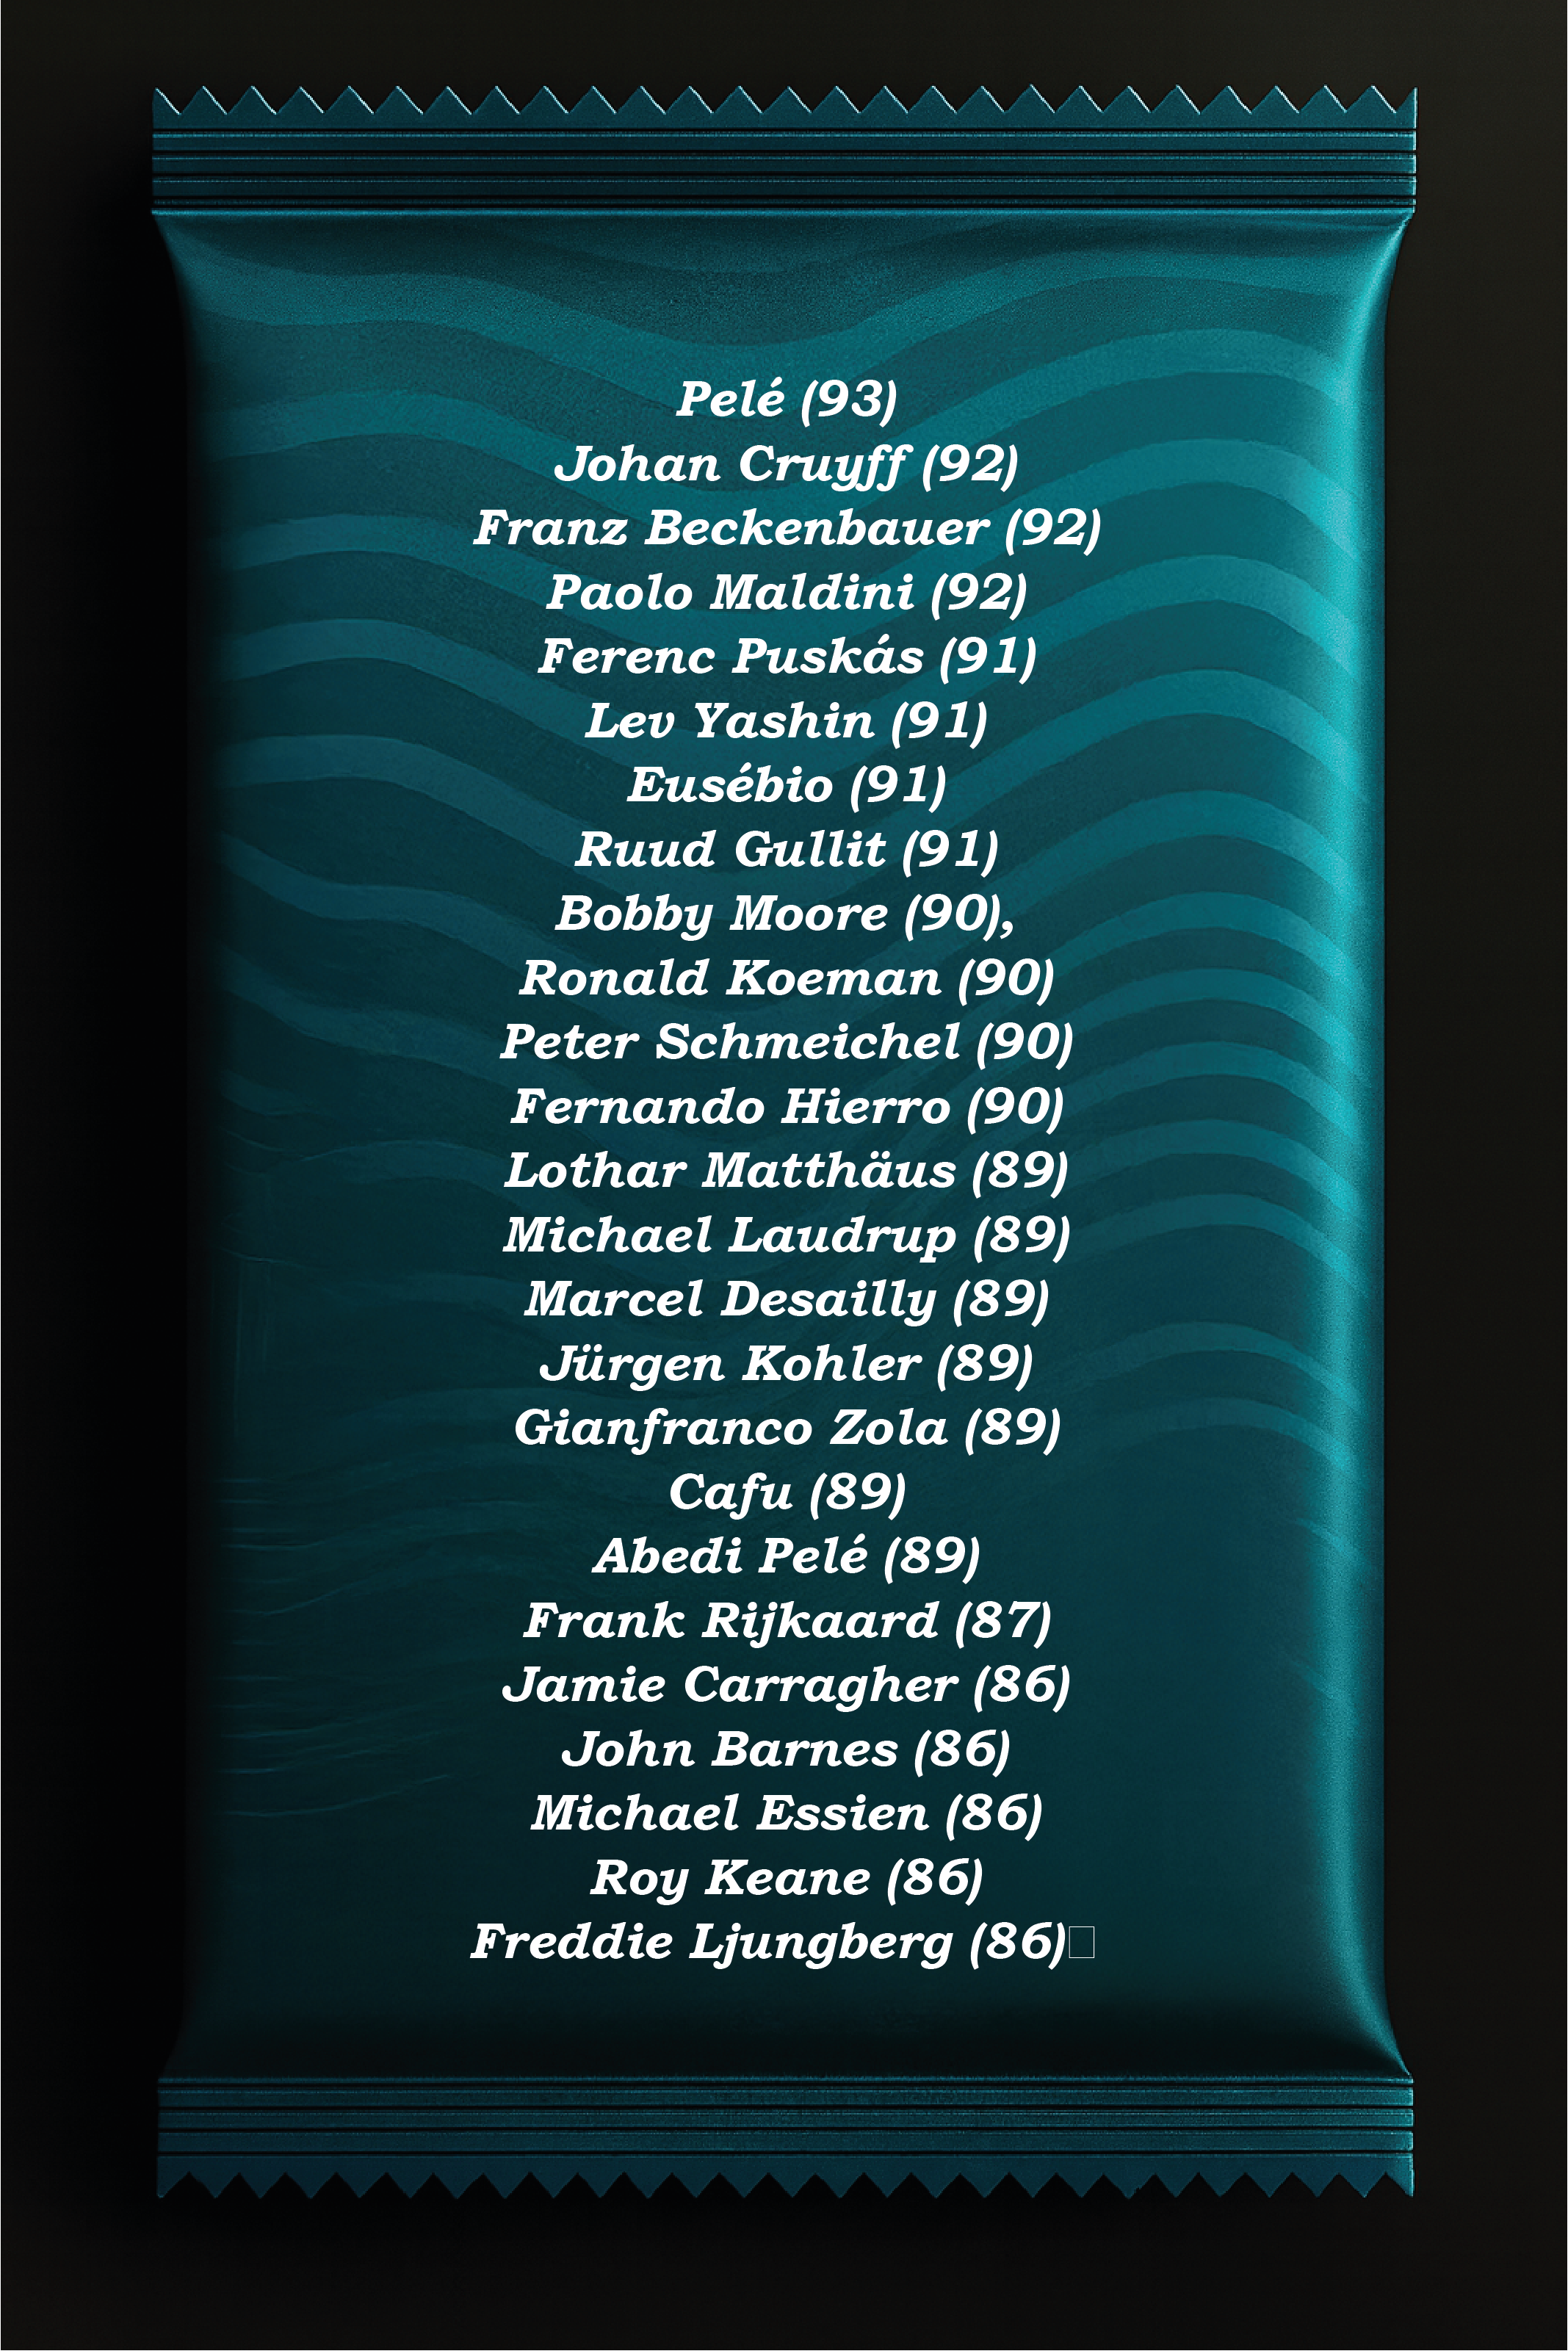 Pelé (93)
Johan Cruyff (92)
Franz Beckenbauer (92)
Paolo Maldini (92)
Ferenc Puskás (91)
Lev Yashin (91)
Eusébio (91)
Ruud Gullit (91)
Bobby Moore (90),
Ronald Koeman (90)
Peter Schmeichel (90)
Fernando Hierro (90)
Lothar Matthäus (89)
Michael Laudrup (89)
Marcel Desailly (89)
Jürgen Kohler (89)
Gianfranco Zola (89)
Cafu (89)
Abedi Pelé (89)
Frank Rijkaard (87)
Jamie Carragher (86)
John Barnes (86)
Michael Essien (86)
Roy Keane (86)
Freddie Ljungberg (86)